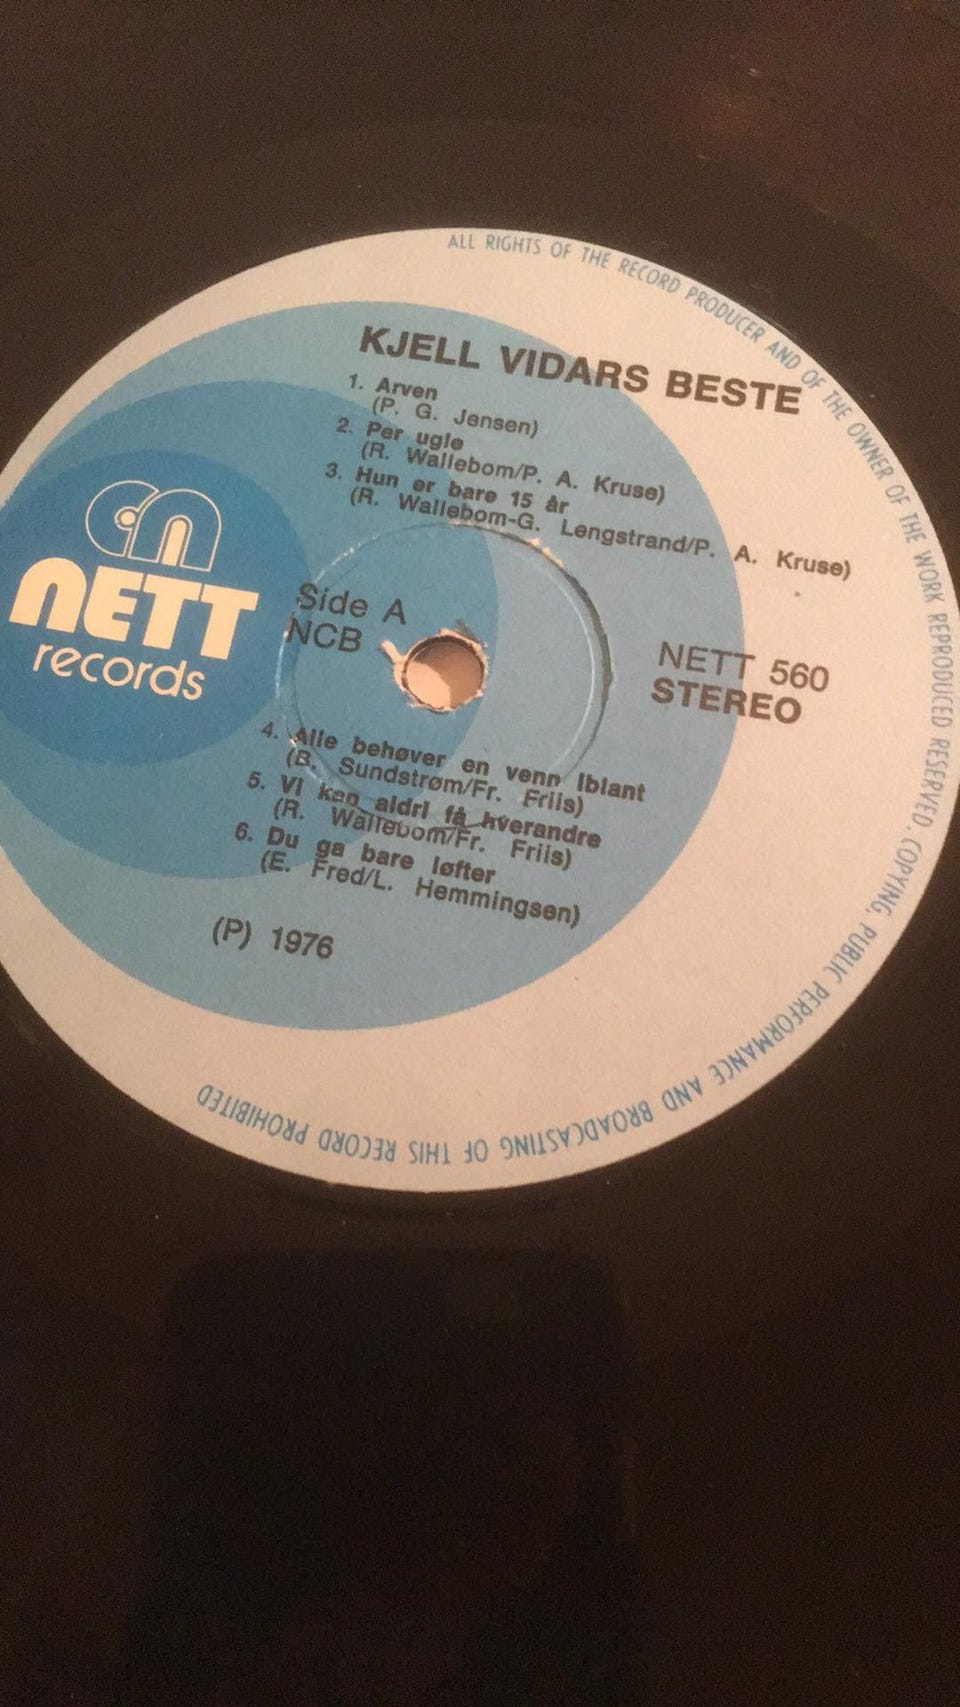 ALL RIGHTS OF THE RECORD PRODUCER AND OF THE OWNER OF THE WORK REPRODUCED RESERVED. COPYING, PUBLIC PERFORMANCE AND BROADCASTING OF THIS RECORD PROHIBITED
KJELL VIDARS BESTE
1. Arven
(P. G. Jensen)
2. Per ugle
(R. Wallebom/P. A. Kruse)
3. Hun er bare 15 år
(R. Wallebom-G. Lengstrand/P. A. Kruse)
NETT
records
Side A
NCB
NETT 560
STEREO
4. Alle behøver en venn iblant
(B. Sundstrøm/Fr. Friis)
5. Vi kan aldri få hverandre
(R. Wallebom/Fr. Friis)
6. Du ga bare løfter
(E. Fred/L. Hemmingsen)
(P) 1976